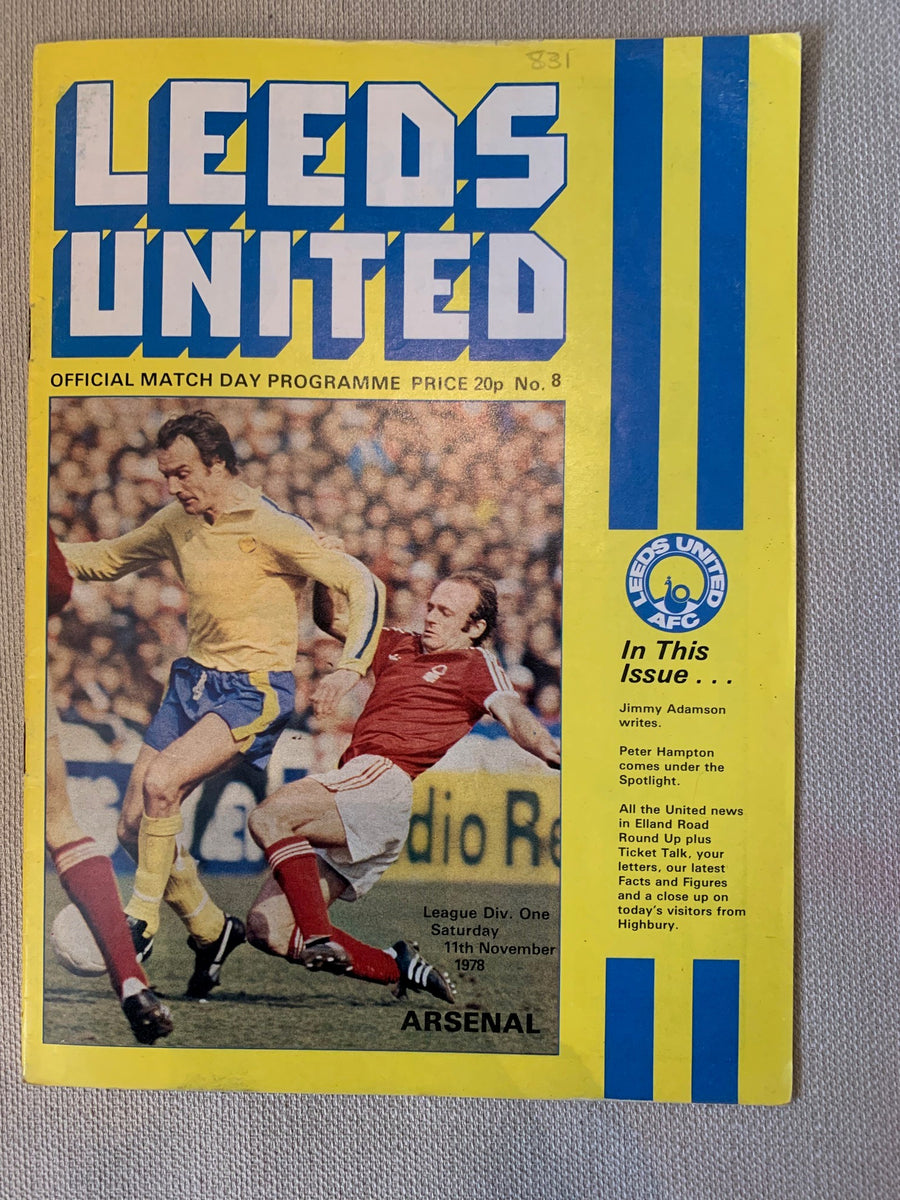 831
LEEDS
UNITED
OFFICIAL MATCH DAY PROGRAMME PRICE 20p No. 8
LEEDS UNITED
AFC
In This
Issue . . .
Jimmy Adamson
writes.
Peter Hampton
comes under the
Spotlight.
All the United news
in Elland Road
Round Up plus
Ticket Talk, your
letters, our latest
Facts and Figures
and a close up on
today's visitors from
Highbury.
dio Re
League Div. One
Saturday
11th November
1978
ARSENAL